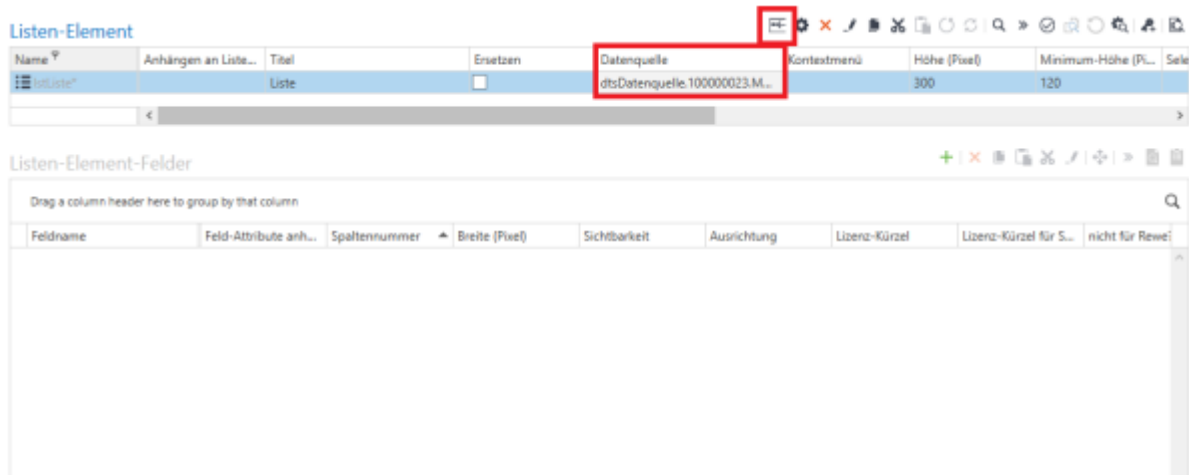 Listen-Element
Name Anhängen an Liste... Titel Ersetzen Datenquelle Kontextmenü Höhe (Pixel) Minimum-Höhe (Pi... Sele
lstListe* Liste dtsDatenquelle.100000023.M... 300 120
Listen-Element-Felder
Drag a column header here to group by that column
Feldname Feld-Attribute anh... Spaltennummer Breite (Pixel) Sichtbarkeit Ausrichtung Lizenz-Kürzel Lizenz-Kürzel für S... nicht für Rewe?